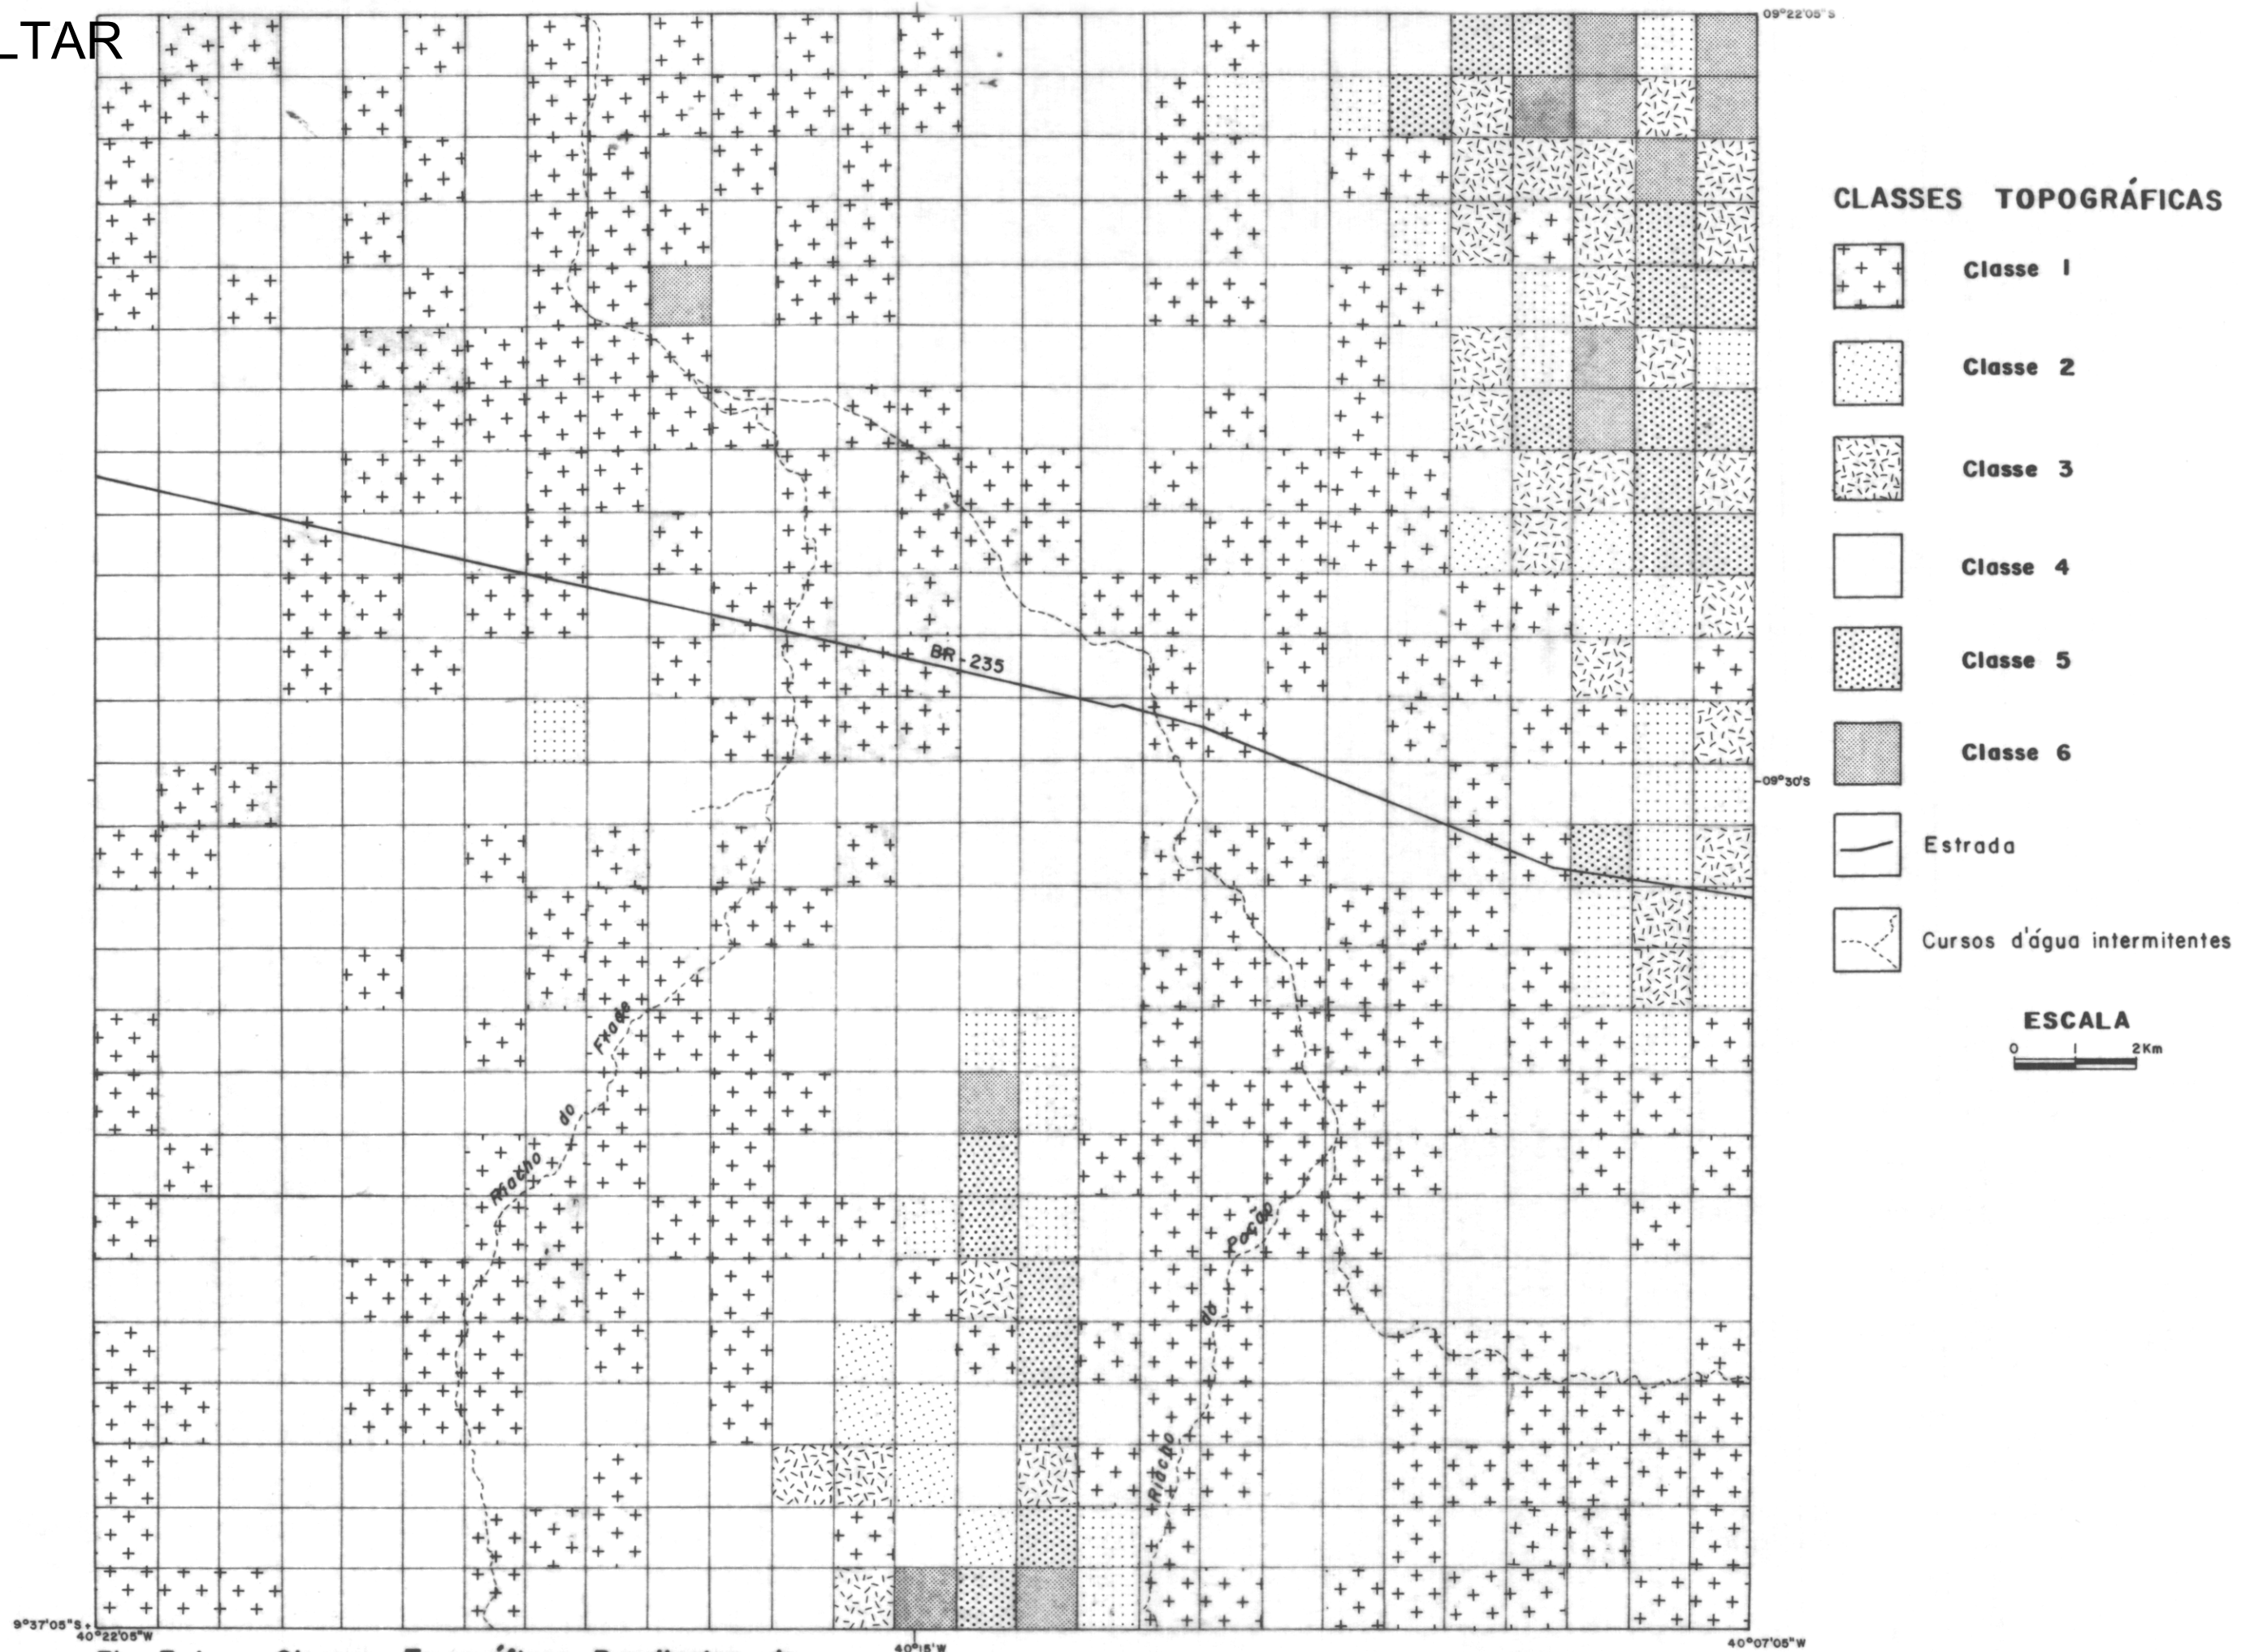 LTAR
09°22'05"S
CLASSES TOPOGRÁFICAS
Classe 1
Classe 2
Classe 3
Classe 4
Classe 5
Classe 6
Estrada
Cursos d'água intermitentes
ESCALA
0 1 2Km
BR-235
09°30'S
Riacho do Frade
Riacho do Poção
9°37'05"S
40°22'05"W
40°15'W
40°07'05"W